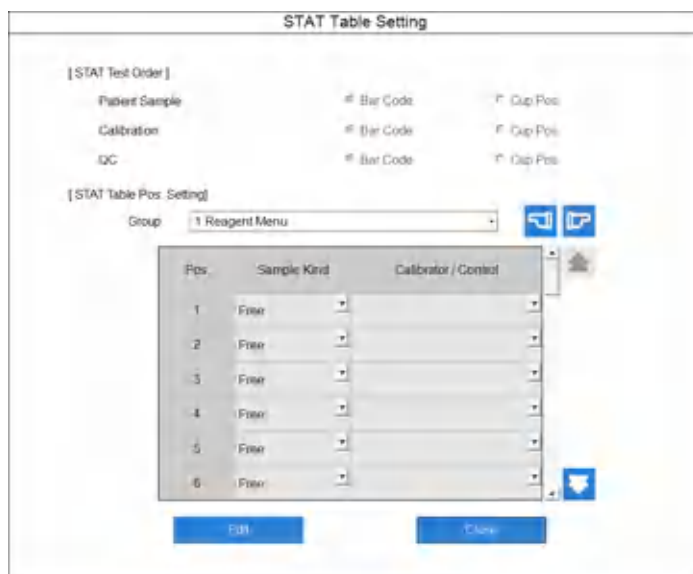 STAT Table Setting
[ STAT Test Order ]
Patient Sample Bar Code Cup Pos.
Calibration Bar Code Cup Pos.
QC Bar Code Cup Pos.
[ STAT Table Pos. Setting]
Group 1 Reagent Menu
Pos. Sample Kind Calibrator / Control
1 Free
2 Free
3 Free
4 Free
5 Free
6 Free
Edit Close